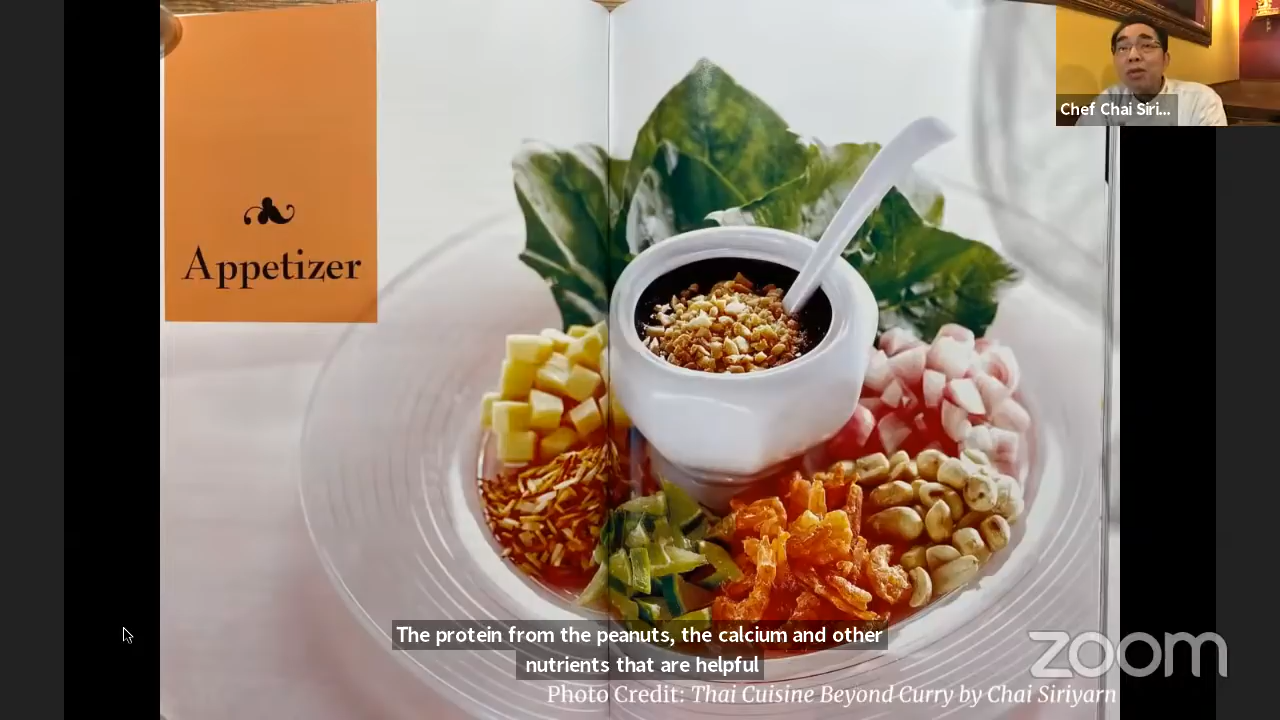 Appetizer
Chef Chai Siri...
The protein from the peanuts, the calcium and other
nutrients that are helpful
zoom
Photo Credit: Thai Cuisine Beyond Curry by Chai Siriyarn